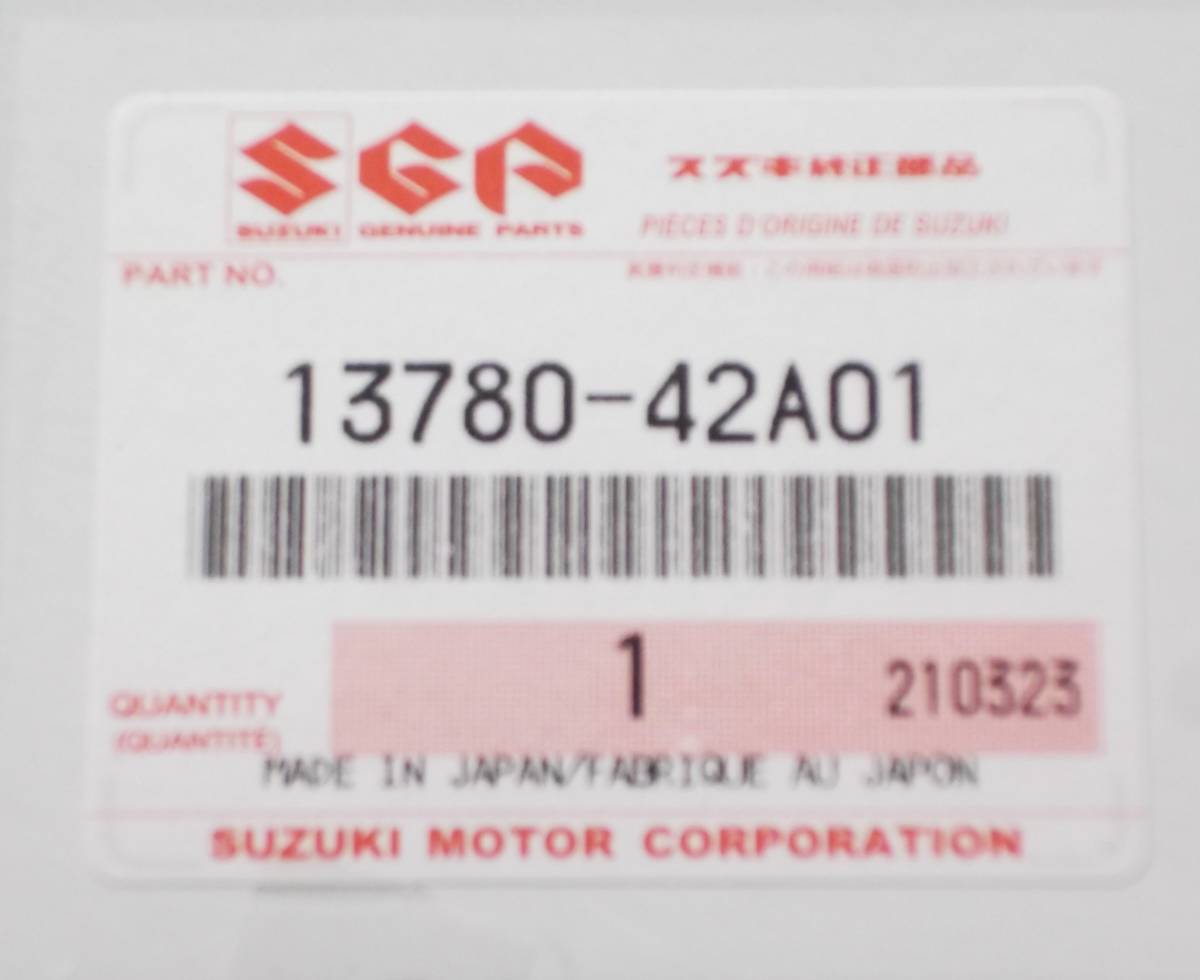 SGP
SUZUKI GENUINE PARTS
スズキ純正部品
PIÈCES D'ORIGINE DE SUZUKI
PART NO.
13780-42A01
1
210323
QUANTITY
(QUANTITÉ)
MADE IN JAPAN/FABRIQUE AU JAPON
SUZUKI MOTOR CORPORATION